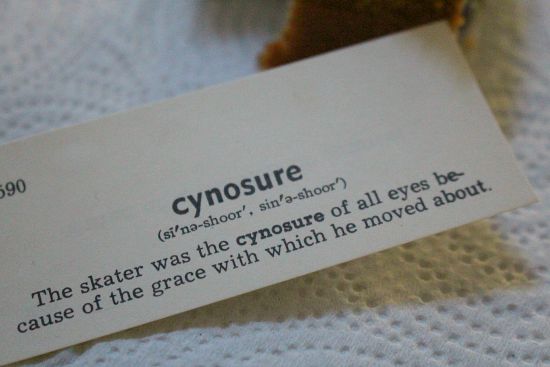 590
cynosure
(sī′nə-shoor′, sin′ə-shoor′)
The skater was the cynosure of all eyes be-
cause of the grace with which he moved about.